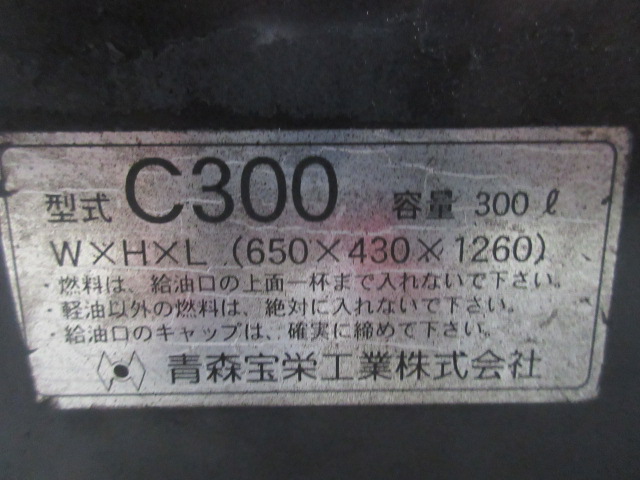 型式 C300 容量 300ℓ
W×H×L (650×430×1260)
・燃料は、給油口の上面一杯まで入れないで下さい。
・軽油以外の燃料は、絶対に入れないで下さい。
・給油口のキャップは、確実に締めて下さい。
青森宝栄工業株式会社